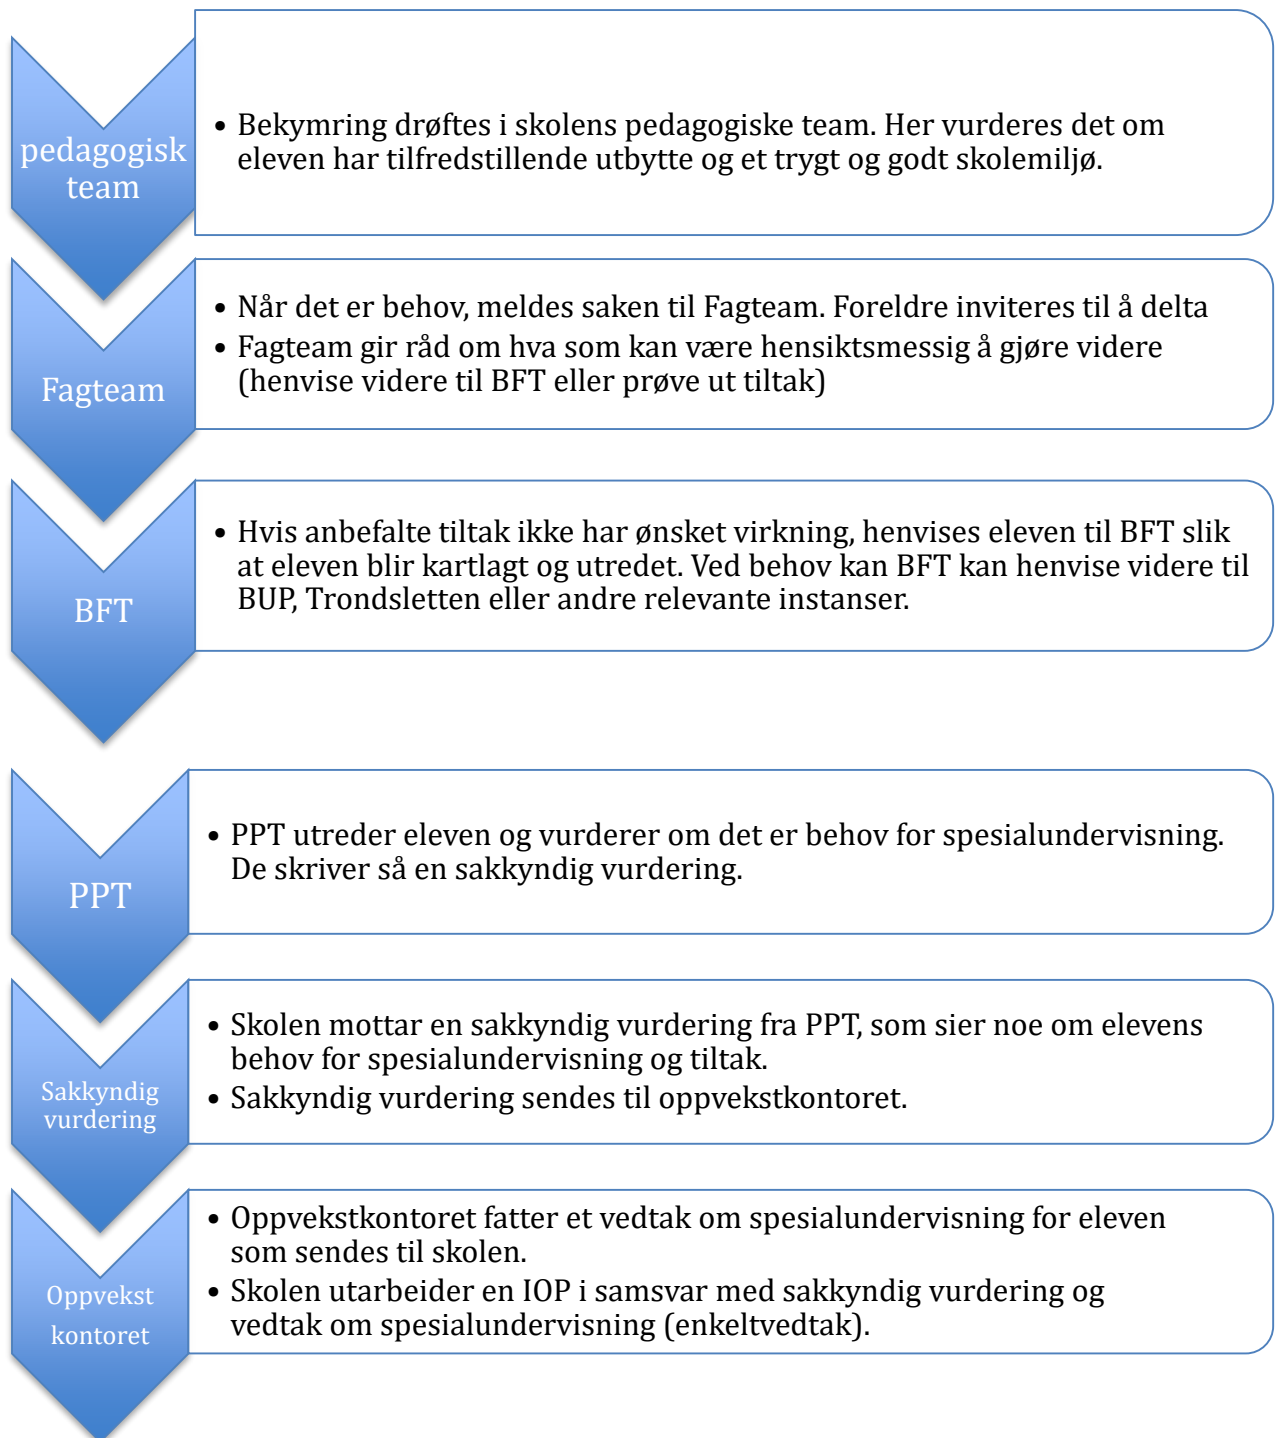 pedagogisk
team
• Bekymring drøftes i skolens pedagogiske team. Her vurderes det om
eleven har tilfredstillende utbytte og et trygt og godt skolemiljø.
Fagteam
• Når det er behov, meldes saken til Fagteam. Foreldre inviteres til å delta
• Fagteam gir råd om hva som kan være hensiktsmessig å gjøre videre
(henvise videre til BFT eller prøve ut tiltak)
BFT
• Hvis anbefalte tiltak ikke har ønsket virkning, henvises eleven til BFT slik
at eleven blir kartlagt og utredet. Ved behov kan BFT kan henvise videre til
BUP, Trondsletten eller andre relevante instanser.
PPT
• PPT utreder eleven og vurderer om det er behov for spesialundervisning.
De skriver så en sakkyndig vurdering.
Sakkyndig
vurdering
• Skolen mottar en sakkyndig vurdering fra PPT, som sier noe om elevens
behov for spesialundervisning og tiltak.
• Sakkyndig vurdering sendes til oppvekstkontoret.
Oppvekst
kontoret
• Oppvekstkontoret fatter et vedtak om spesialundervisning for eleven
som sendes til skolen.
• Skolen utarbeider en IOP i samsvar med sakkyndig vurdering og
vedtak om spesialundervisning (enkeltvedtak).